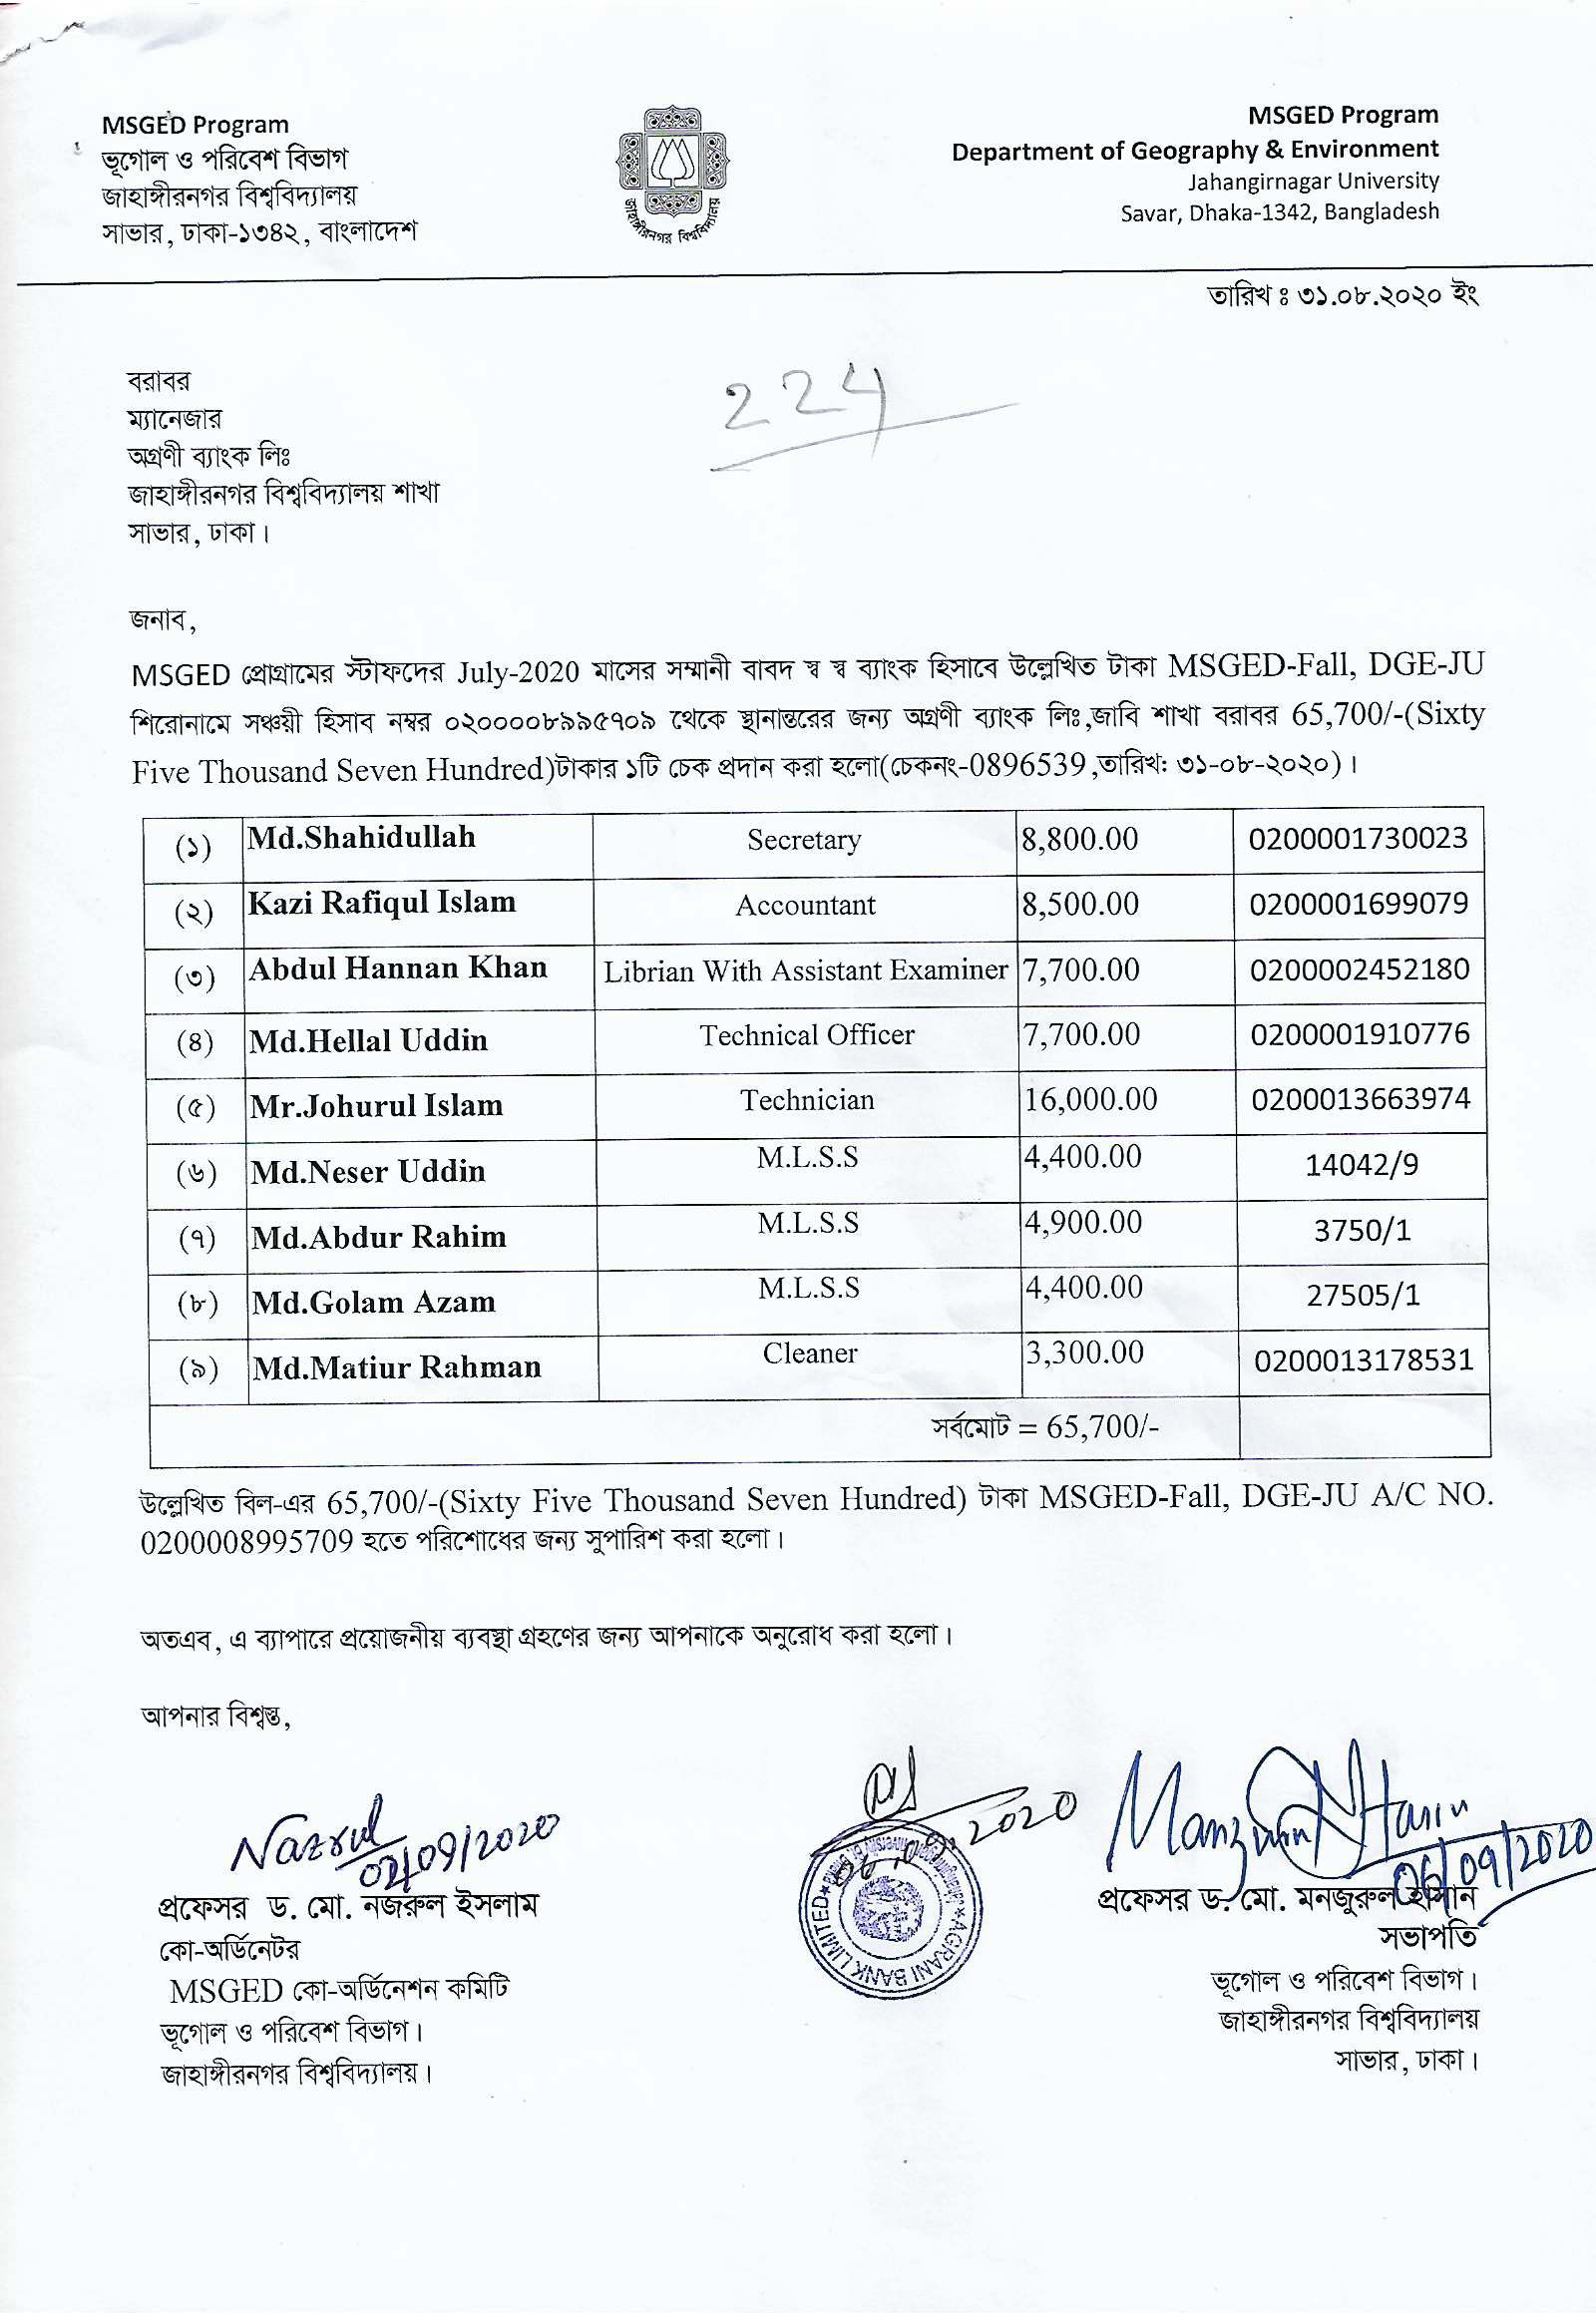 MSGED Program
ভূগোল ও পরিবেশ বিভাগ
জাহাঙ্গীরনগর বিশ্ববিদ্যালয়
সাভার, ঢাকা-১৩৪২, বাংলাদেশ
জাহাঙ্গীরনগর বিশ্ববিদ্যালয়
MSGED Program
Department of Geography & Environment
Jahangirnagar University
Savar, Dhaka-1342, Bangladesh
তারিখ ঃ ৩১.০৮.২০২০ ইং
224
বরাবর
ম্যানেজার
অগ্রণী ব্যাংক লিঃ
জাহাঙ্গীরনগর বিশ্ববিদ্যালয় শাখা
সাভার, ঢাকা।
জনাব,
MSGED প্রোগ্রামের স্টাফদের July-2020 মাসের সম্মানী বাবদ স্ব স্ব ব্যাংক হিসাবে উল্লেখিত টাকা MSGED-Fall, DGE-JU
শিরোনামে সঞ্চয়ী হিসাব নম্বর ০২০০০০৮৯৯৫৭০৯ থেকে স্থানান্তরের জন্য অগ্রণী ব্যাংক লিঃ,জাবি শাখা বরাবর 65,700/-(Sixty
Five Thousand Seven Hundred)টাকার ১টি চেক প্রদান করা হলো(চেকনং-0896539,তারিখঃ ৩১-০৮-২০২০)।
(১) Md.Shahidullah Secretary 8,800.00 0200001730023
(২) Kazi Rafiqul Islam Accountant 8,500.00 0200001699079
(৩) Abdul Hannan Khan Librian With Assistant Examiner 7,700.00 0200002452180
(৪) Md.Hellal Uddin Technical Officer 7,700.00 0200001910776
(৫) Mr.Johurul Islam Technician 16,000.00 0200013663974
(৬) Md.Neser Uddin M.L.S.S 4,400.00 14042/9
(৭) Md.Abdur Rahim M.L.S.S 4,900.00 3750/1
(৮) Md.Golam Azam M.L.S.S 4,400.00 27505/1
(৯) Md.Matiur Rahman Cleaner 3,300.00 0200013178531
সর্বমোট = 65,700/-
উল্লেখিত বিল-এর 65,700/-(Sixty Five Thousand Seven Hundred) টাকা MSGED-Fall, DGE-JU A/C NO.
0200008995709 হতে পরিশোধের জন্য সুপারিশ করা হলো।
অতএব, এ ব্যাপারে প্রয়োজনীয় ব্যবস্থা গ্রহণের জন্য আপনাকে অনুরোধ করা হলো।
আপনার বিশ্বস্ত,
Nazrul
02/09/2020
প্রফেসর ড. মো. নজরুল ইসলাম
কো-অর্ডিনেটর
MSGED কো-অর্ডিনেশন কমিটি
ভূগোল ও পরিবেশ বিভাগ।
জাহাঙ্গীরনগর বিশ্ববিদ্যালয়।
06.09.2020
★ AGRANI BANK LIMITED ★
06/09/2020
প্রফেসর ড. মো. মনজুরুল হাসান
সভাপতি
ভূগোল ও পরিবেশ বিভাগ।
জাহাঙ্গীরনগর বিশ্ববিদ্যালয়
সাভার, ঢাকা।